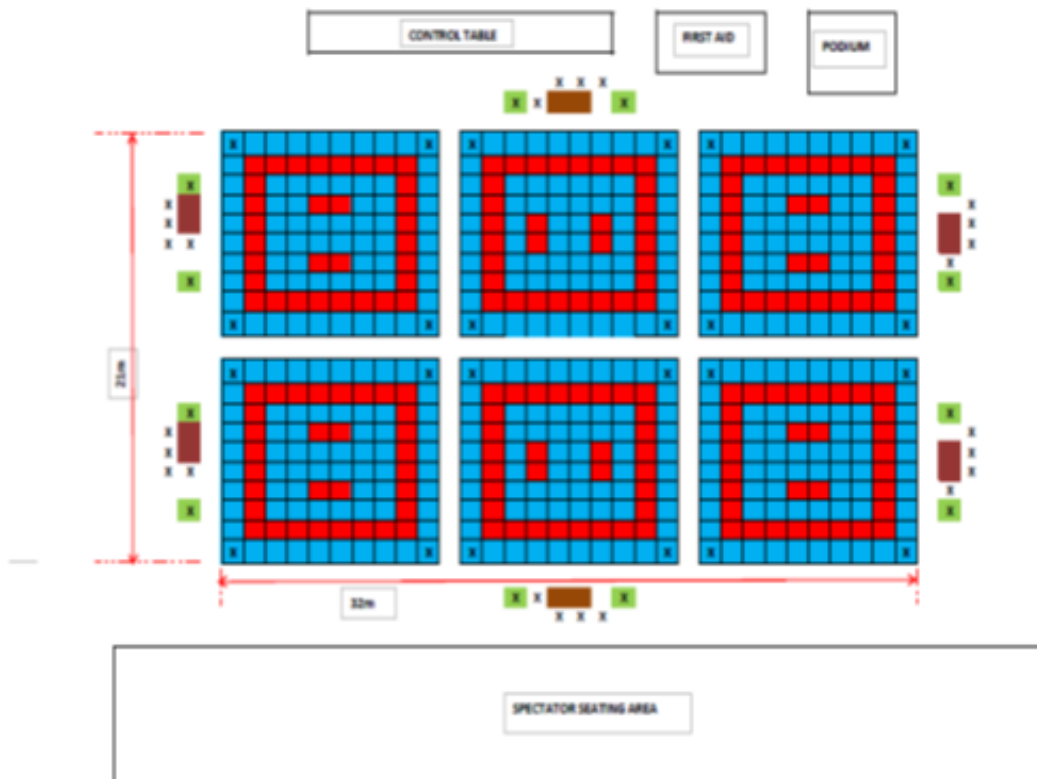 CONTROL TABLE
FIRST AID
PODIUM
21m
32m
SPECTATOR SEATING AREA